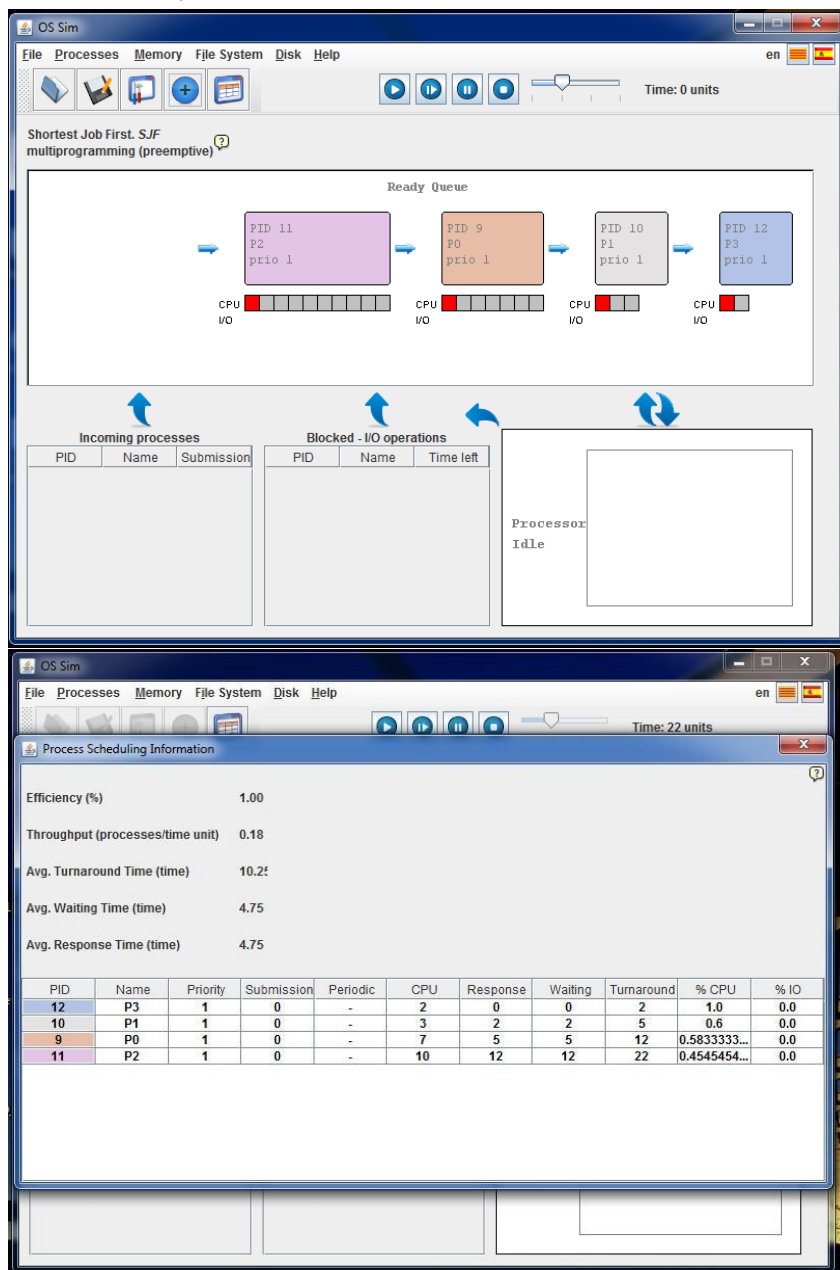 OS Sim
File Processes Memory File System Disk Help en
Time: 0 units
Shortest Job First. SJF
multiprogramming (preemptive)
Ready Queue
PID 11 PID 9 PID 10 PID 12
P2 P0 P1 P3
prio 1 prio 1 prio 1 prio 1
CPU CPU CPU CPU
I/O I/O I/O I/O
Incoming processes Blocked - I/O operations
PID Name Submission PID Name Time left
Processor
Idle
OS Sim
File Processes Memory File System Disk Help en
Time: 22 units
Process Scheduling Information
Efficiency (%) 1.00
Throughput (processes/time unit) 0.18
Avg. Turnaround Time (time) 10.25
Avg. Waiting Time (time) 4.75
Avg. Response Time (time) 4.75
PID Name Priority Submission Periodic CPU Response Waiting Turnaround % CPU % IO
12 P3 1 0 - 2 0 0 2 1.0 0.0
10 P1 1 0 - 3 2 2 5 0.6 0.0
9 P0 1 0 - 7 5 5 12 0.5833333... 0.0
11 P2 1 0 - 10 12 12 22 0.4545454... 0.0